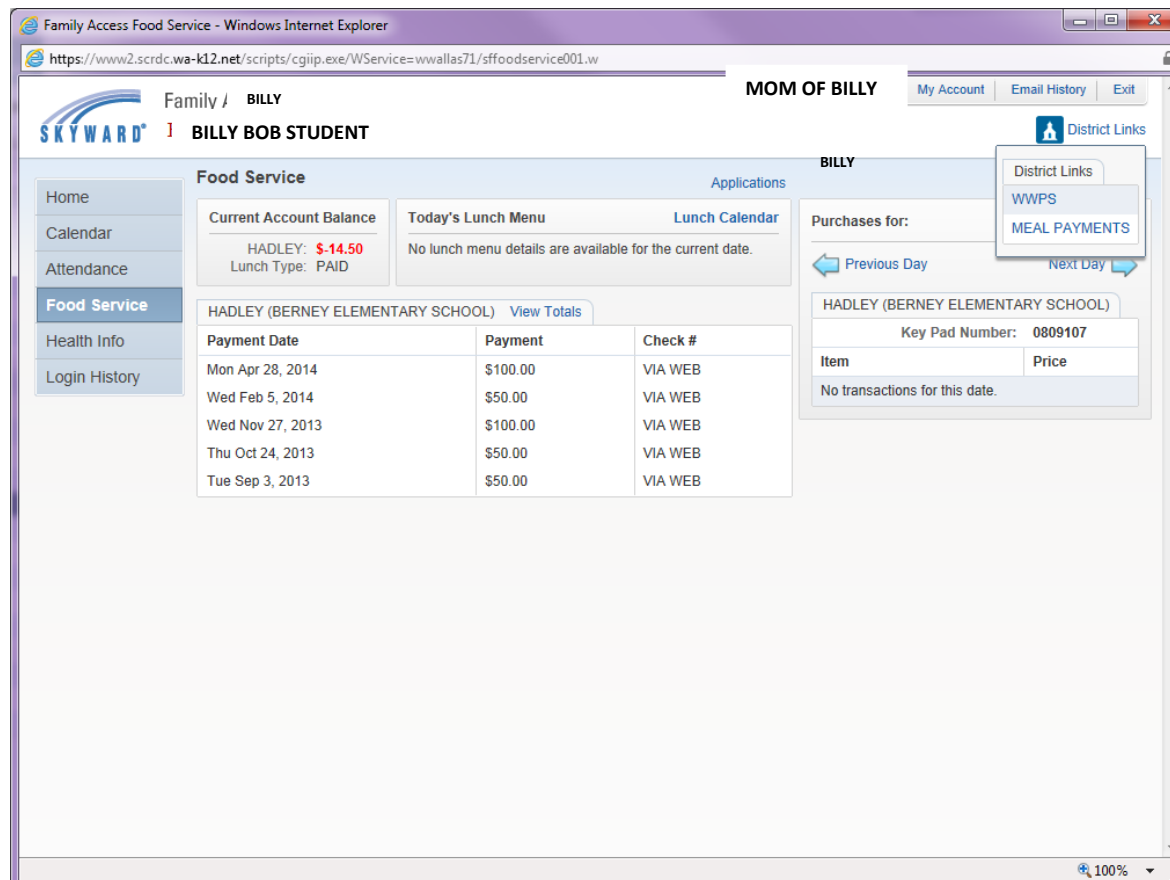 Family Access Food Service - Windows Internet Explorer
https://www2.scrdc.wa-k12.net/scripts/cgiip.exe/WService=wwallas71/sffoodservice001.w
MOM OF BILLY
My Account Email History Exit
Family A BILLY
SKYWARD®
BILLY BOB STUDENT
District Links
BILLY
District Links
WWPS
MEAL PAYMENTS
Home
Calendar
Attendance
Food Service
Health Info
Login History
Food Service Applications
Current Account Balance
HADLEY: $-14.50
Lunch Type: PAID
Today's Lunch Menu Lunch Calendar
No lunch menu details are available for the current date.
HADLEY (BERNEY ELEMENTARY SCHOOL) View Totals
Payment Date Payment Check #
Mon Apr 28, 2014 $100.00 VIA WEB
Wed Feb 5, 2014 $50.00 VIA WEB
Wed Nov 27, 2013 $100.00 VIA WEB
Thu Oct 24, 2013 $50.00 VIA WEB
Tue Sep 3, 2013 $50.00 VIA WEB
Purchases for:
Previous Day Next Day
HADLEY (BERNEY ELEMENTARY SCHOOL)
Key Pad Number: 0809107
Item Price
No transactions for this date.
100%